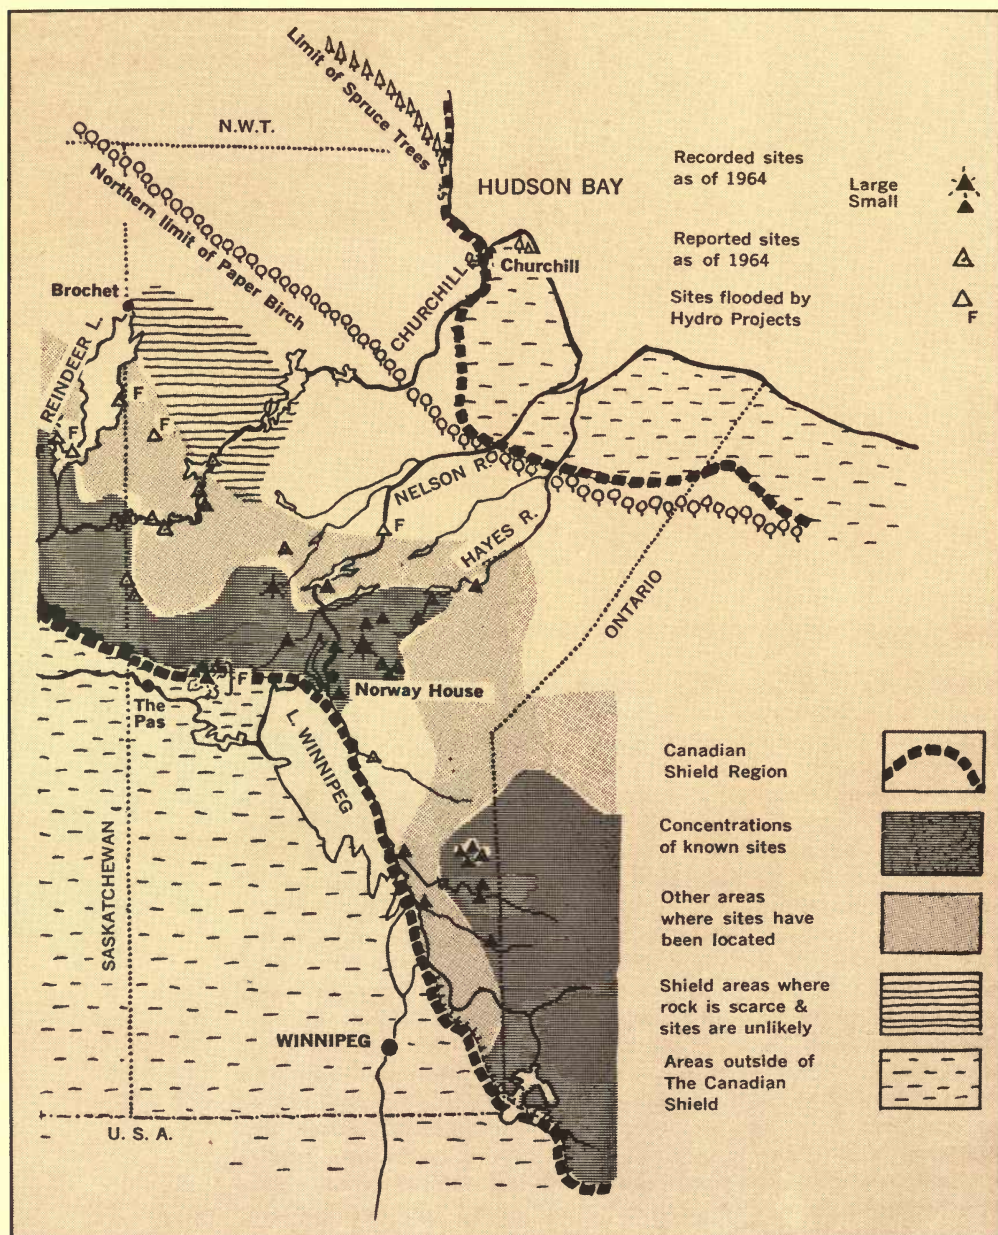 Limit of Spruce Trees
N.W.T.
Northern limit of Paper Birch
HUDSON BAY
Churchill
CHURCHILL
Brochet
REINDEER L.
F
F
F
NELSON R.
F
HAYES R.
ONTARIO
F
Norway House
The
Pas
L. WINNIPEG
SASKATCHEWAN
WINNIPEG
U. S. A.
Recorded sites
as of 1964
Large
Small
Reported sites
as of 1964
Sites flooded by
Hydro Projects
F
Canadian
Shield Region
Concentrations
of known sites
Other areas
where sites have
been located
Shield areas where
rock is scarce &
sites are unlikely
Areas outside of
The Canadian
Shield